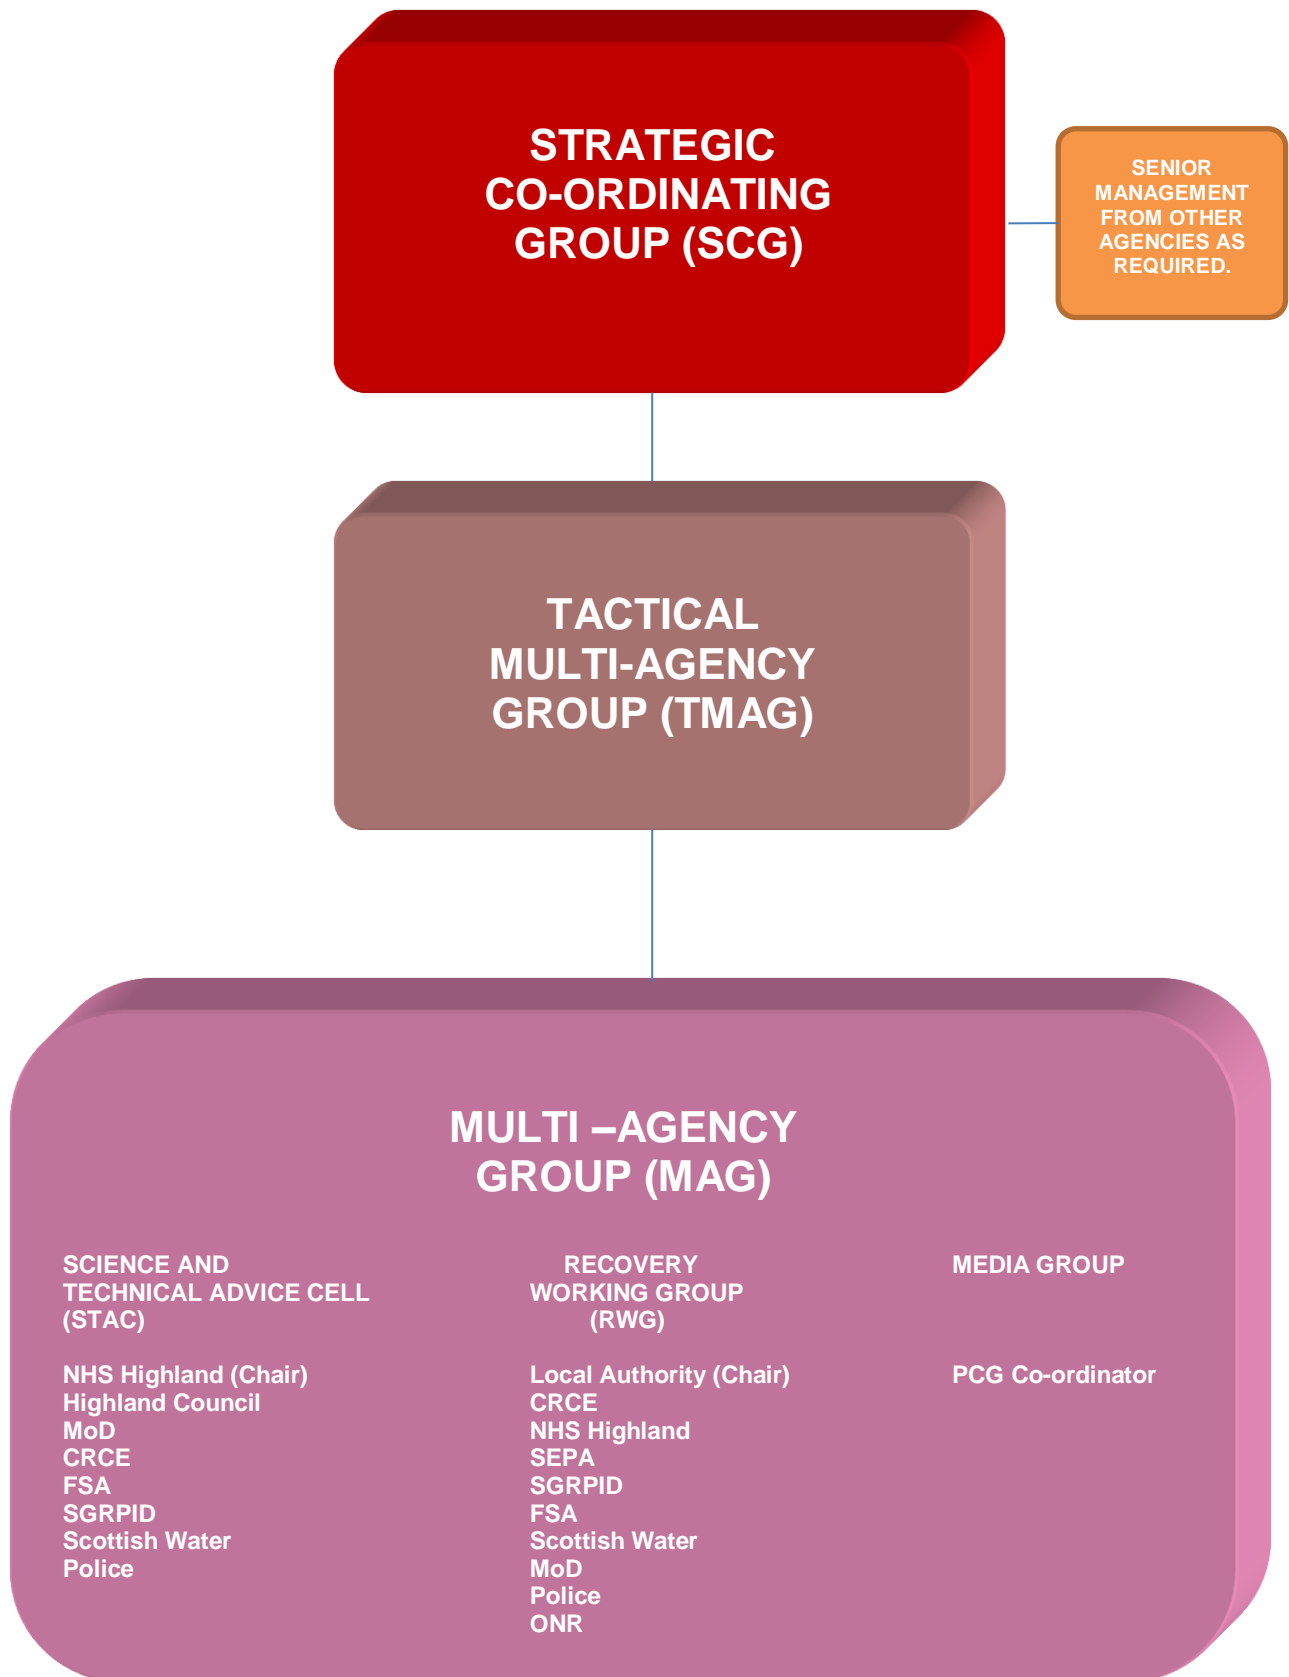 STRATEGIC
CO-ORDINATING
GROUP (SCG)
SENIOR
MANAGEMENT
FROM OTHER
AGENCIES AS
REQUIRED.
TACTICAL
MULTI-AGENCY
GROUP (TMAG)
MULTI –AGENCY
GROUP (MAG)
SCIENCE AND
TECHNICAL ADVICE CELL
(STAC)
NHS Highland (Chair)
Highland Council
MoD
CRCE
FSA
SGRPID
Scottish Water
Police
RECOVERY
WORKING GROUP
(RWG)
Local Authority (Chair)
CRCE
NHS Highland
SEPA
SGRPID
FSA
Scottish Water
MoD
Police
ONR
MEDIA GROUP
PCG Co-ordinator